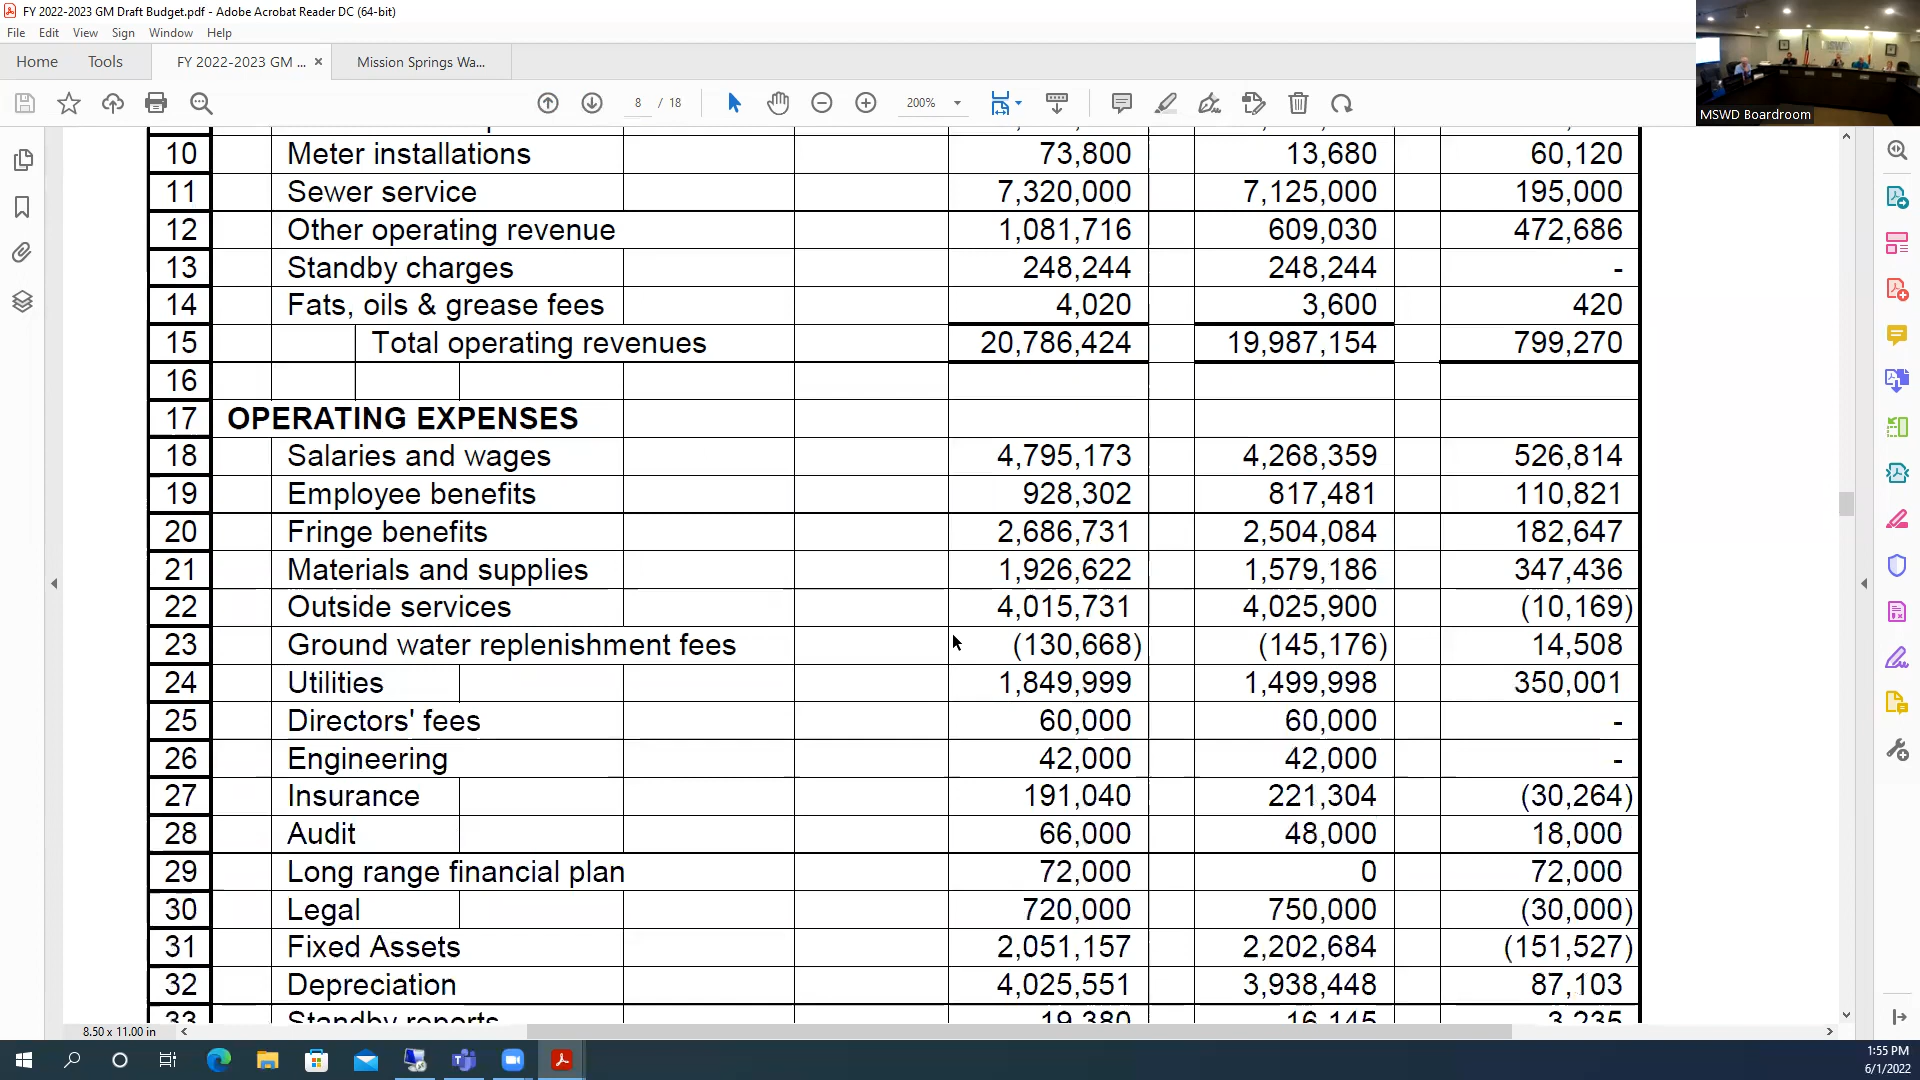 FY 2022-2023 GM Draft Budget.pdf - Adobe Acrobat Reader DC (64-bit)
File Edit View Sign Window Help
Home Tools FY 2022-2023 GM ... × Mission Springs Wa...
8 / 18 200%
MSWD Boardroom
10 Meter installations 73,800 13,680 60,120
11 Sewer service 7,320,000 7,125,000 195,000
12 Other operating revenue 1,081,716 609,030 472,686
13 Standby charges 248,244 248,244 -
14 Fats, oils & grease fees 4,020 3,600 420
15 Total operating revenues 20,786,424 19,987,154 799,270
16
17 OPERATING EXPENSES
18 Salaries and wages 4,795,173 4,268,359 526,814
19 Employee benefits 928,302 817,481 110,821
20 Fringe benefits 2,686,731 2,504,084 182,647
21 Materials and supplies 1,926,622 1,579,186 347,436
22 Outside services 4,015,731 4,025,900 (10,169)
23 Ground water replenishment fees (130,668) (145,176) 14,508
24 Utilities 1,849,999 1,499,998 350,001
25 Directors' fees 60,000 60,000 -
26 Engineering 42,000 42,000 -
27 Insurance 191,040 221,304 (30,264)
28 Audit 66,000 48,000 18,000
29 Long range financial plan 72,000 0 72,000
30 Legal 720,000 750,000 (30,000)
31 Fixed Assets 2,051,157 2,202,684 (151,527)
32 Depreciation 4,025,551 3,938,448 87,103
33 Standby reports 19,380 16,145 3,235
8.50 x 11.00 in
1:55 PM
6/1/2022